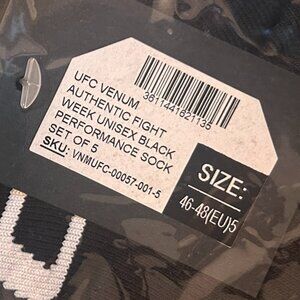 3611441621135
UFC VENUM
AUTHENTIC FIGHT
WEEK UNISEX BLACK
PERFORMANCE SOCK
SET OF 5
SKU: VNMUFC-00057-001-5
SIZE:
46-48(EU)5